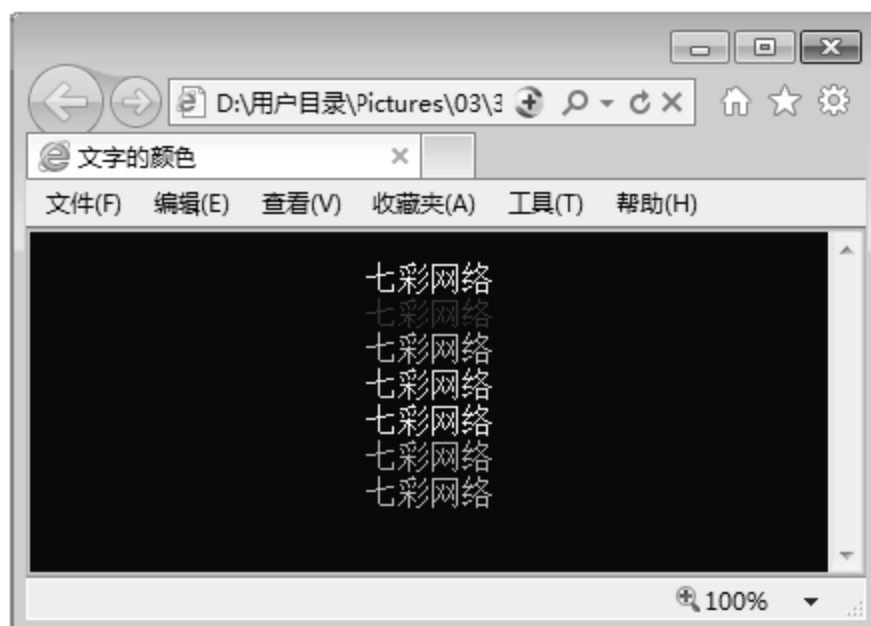 D:\用户目录\Pictures\03\3
文字的颜色
文件(F) 编辑(E) 查看(V) 收藏夹(A) 工具(T) 帮助(H)
七彩网络
七彩网络
七彩网络
七彩网络
七彩网络
七彩网络
七彩网络
100%